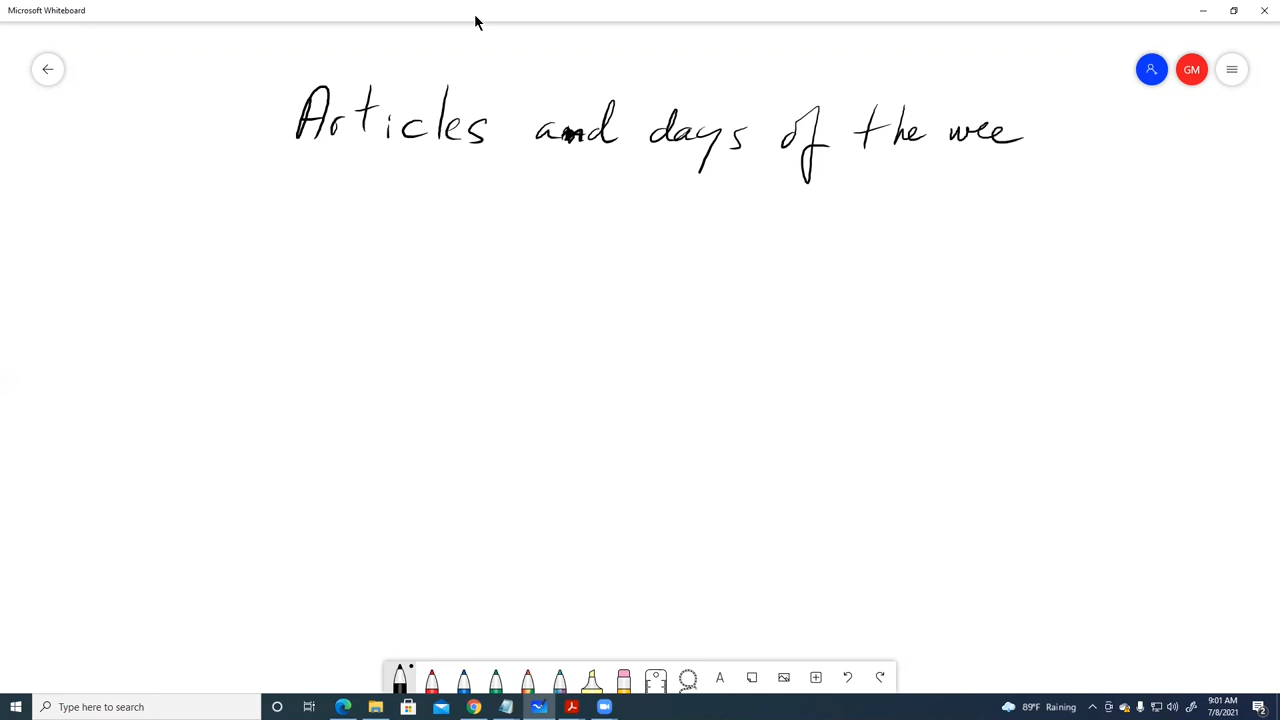 Microsoft Whiteboard
GM
Articles and days of the wee
A
Type here to search
89°F Raining
9:01 AM
7/8/2021
2